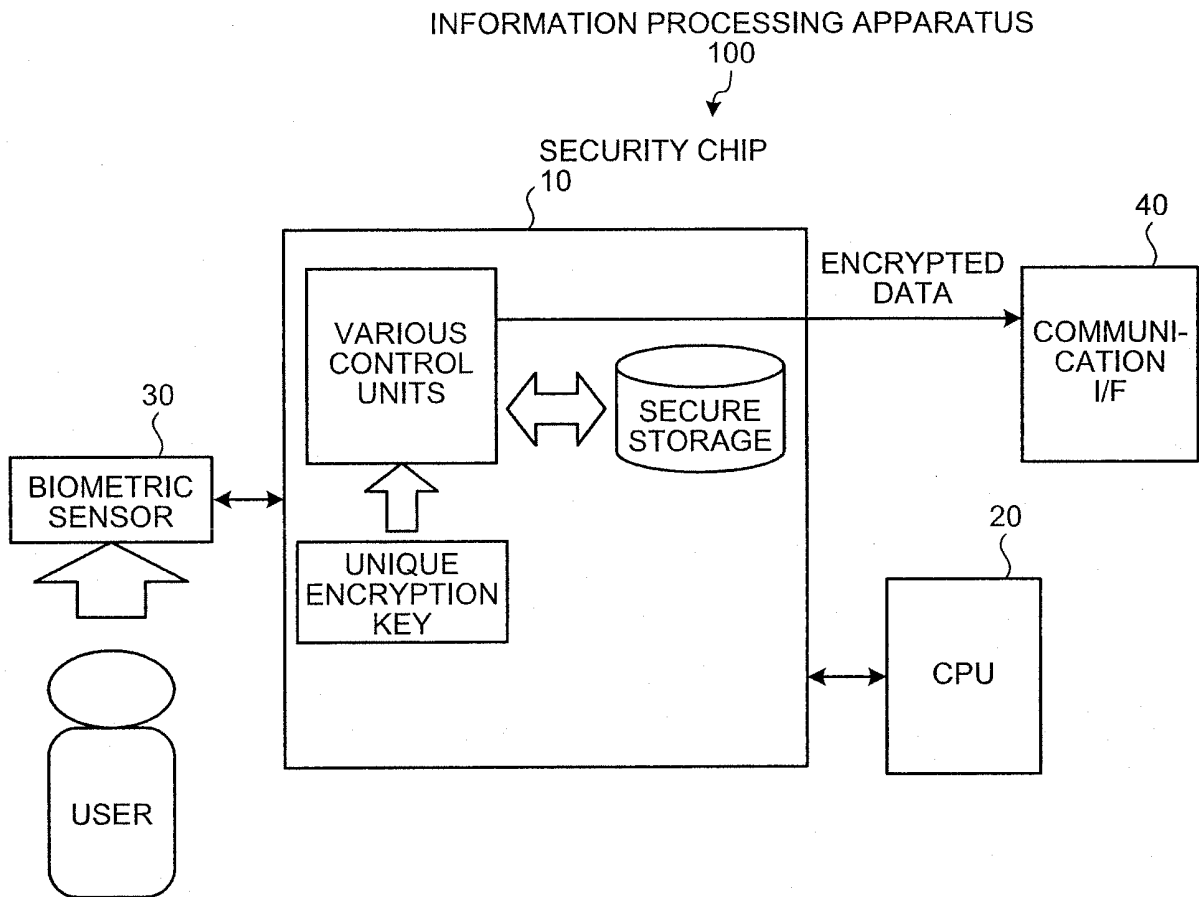 INFORMATION PROCESSING APPARATUS
100
SECURITY CHIP
10
40
ENCRYPTED
DATA
COMMUNI-
CATION
I/F
VARIOUS
CONTROL
UNITS
SECURE
STORAGE
30
BIOMETRIC
SENSOR
UNIQUE
ENCRYPTION
KEY
20
CPU
USER